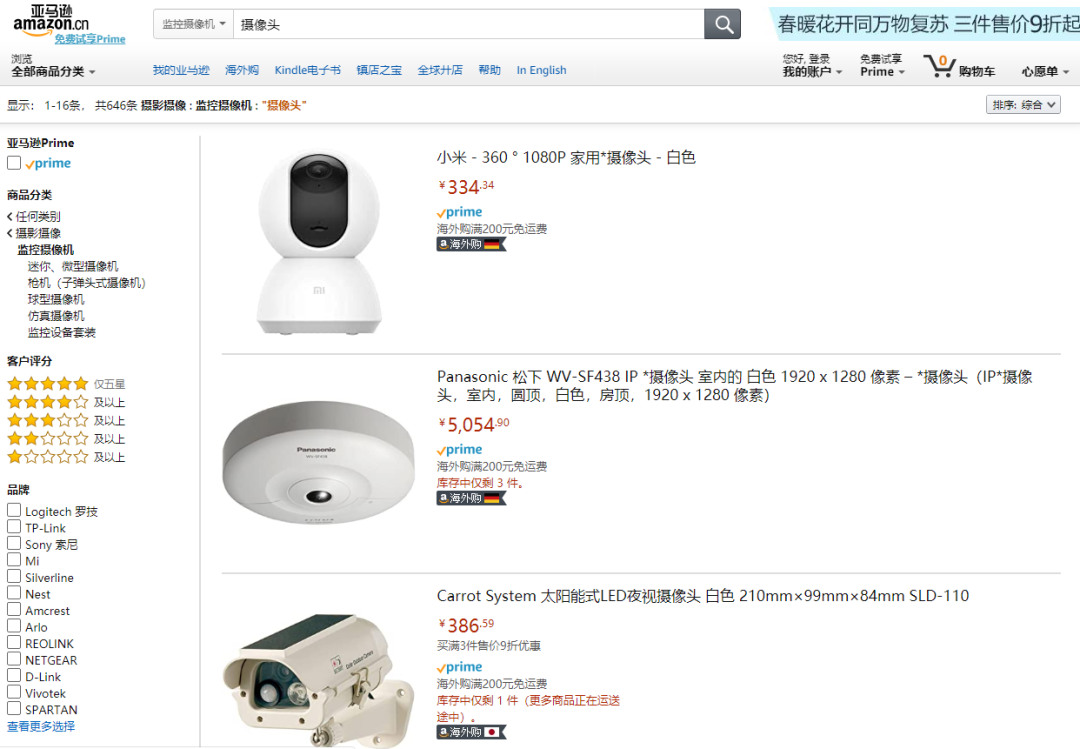 亚马逊
amazon.cn
免费试享Prime
监控摄像机
摄像头
春暖花开同万物复苏 三件售价9折起
浏览
全部商品分类
我的亚马逊 海外购 Kindle电子书 镇店之宝 全球开店 帮助 In English
您好, 登录
我的账户
免费试享
Prime
0
购物车
心愿单
显示： 1-16条， 共646条 摄影摄像 : 监控摄像机 : "摄像头"
排序: 综合
亚马逊Prime
prime
商品分类
任何类别
摄影摄像
监控摄像机
迷你、微型摄像机
枪机（子弹头式摄像机）
球型摄像机
仿真摄像机
监控设备套装
客户评分
仅五星
及以上
及以上
及以上
及以上
品牌
Logitech 罗技
TP-Link
Sony 索尼
Mi
Silverline
Nest
Amcrest
Arlo
REOLINK
NETGEAR
D-Link
Vivotek
SPARTAN
查看更多选择
小米 - 360 ° 1080P 家用*摄像头 - 白色
￥334.34
prime
海外购满200元免运费
a 海外购
Panasonic 松下 WV-SF438 IP *摄像头 室内的 白色 1920 x 1280 像素 – *摄像头（IP*摄像
头，室内，圆顶，白色，房顶，1920 x 1280 像素）
￥5,054.90
prime
海外购满200元免运费
库存中仅剩 3 件。
a 海外购
Panasonic
Carrot System 太阳能式LED夜视摄像头 白色 210mm×99mm×84mm SLD-110
￥386.59
买满3件售价9折优惠
prime
海外购满200元免运费
库存中仅剩 1 件（更多商品正在运送
途中）。
a 海外购